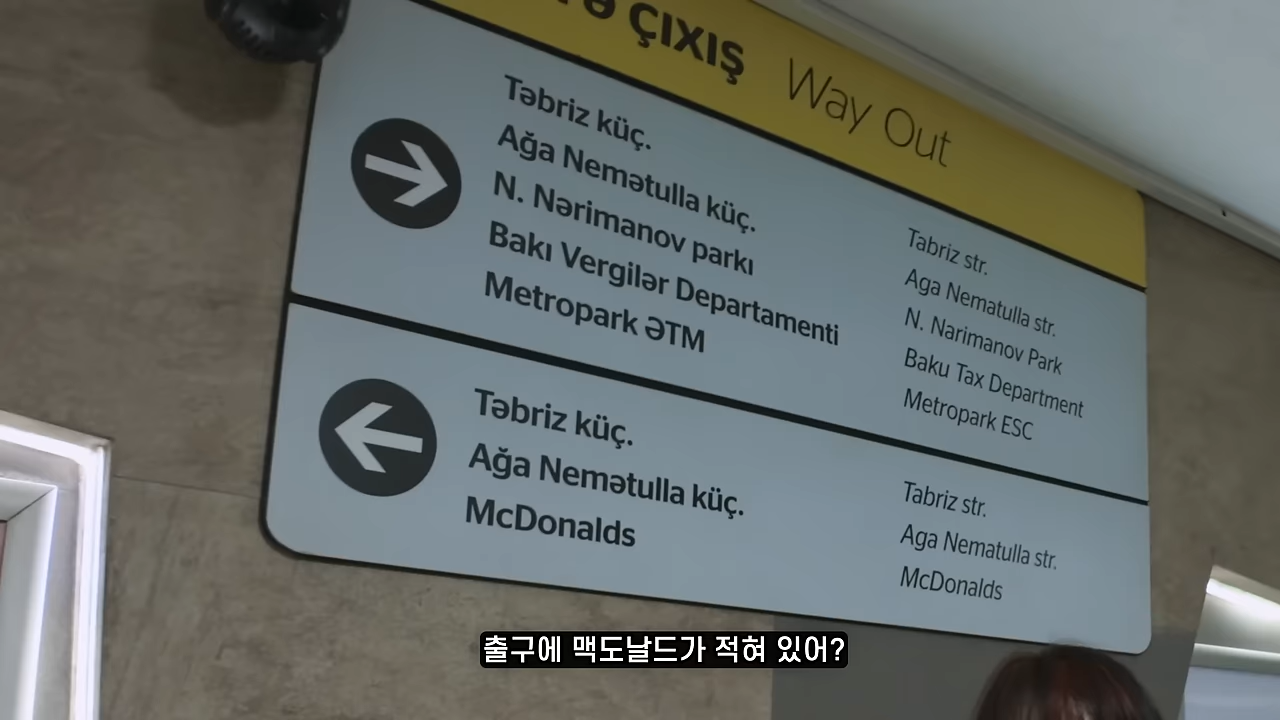 ÇIXIŞ Way Out
Təbriz küç.
Ağa Nemətulla küç.
N. Nərimanov parkı
Bakı Vergilər Departamenti
Metropark ƏTM
Tabriz str.
Aga Nematulla str.
N. Narimanov Park
Baku Tax Department
Metropark ESC
Təbriz küç.
Ağa Nemətulla küç.
McDonalds
Tabriz str.
Aga Nematulla str.
McDonalds
출구에 맥도날드가 적혀 있어?